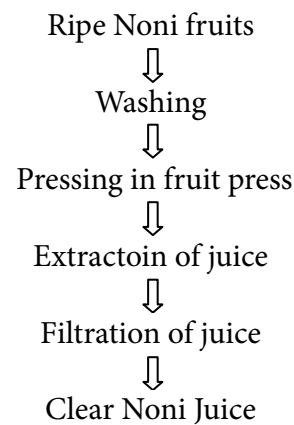 Ripe Noni fruits
⇩
Washing
⇩
Pressing in fruit press
⇩
Extractoin of juice
⇩
Filtration of juice
⇩
Clear Noni Juice